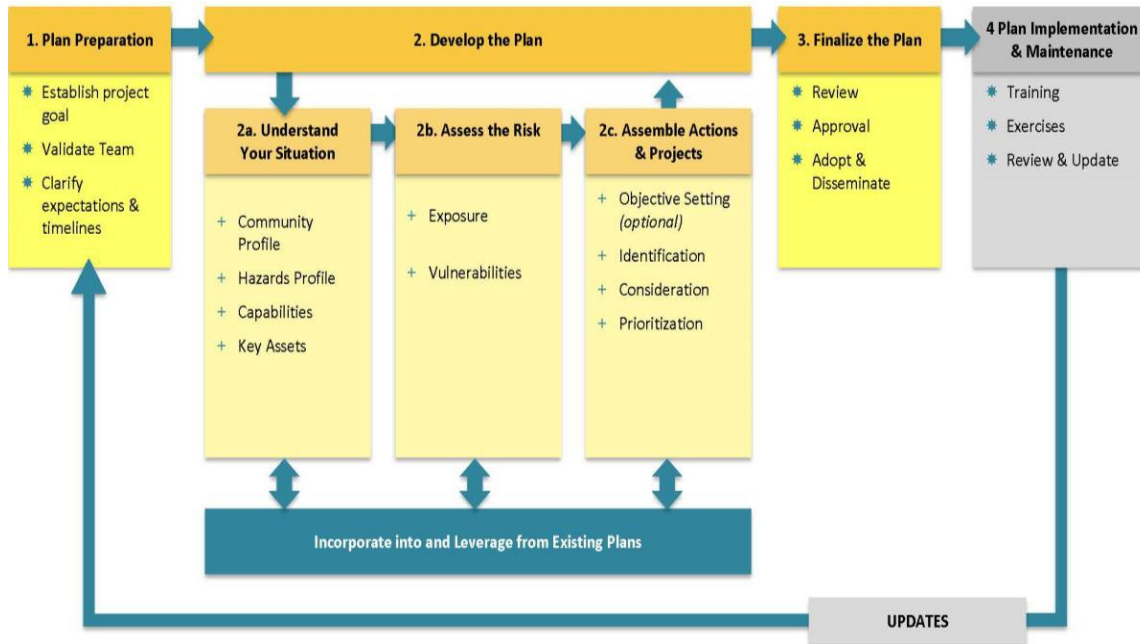 1. Plan Preparation
Establish project
goal
Validate Team
Clarify
expectations &
timelines
2. Develop the Plan
2a. Understand
Your Situation
Community
Profile
Hazards Profile
Capabilities
Key Assets
2b. Assess the Risk
Exposure
Vulnerabilities
2c. Assemble Actions
& Projects
Objective Setting
(optional)
Identification
Consideration
Prioritization
Incorporate into and Leverage from Existing Plans
3. Finalize the Plan
Review
Approval
Adopt &
Disseminate
4 Plan Implementation
& Maintenance
Training
Exercises
Review & Update
UPDATES